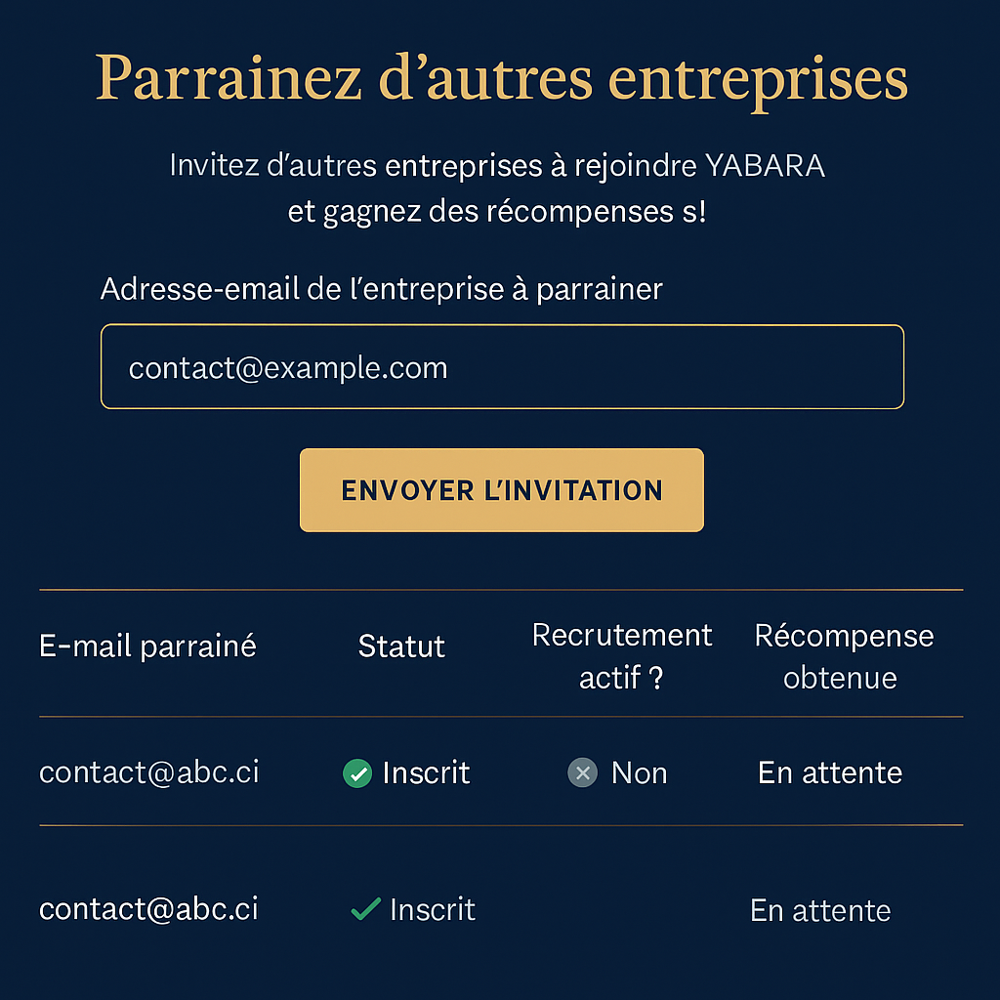 Parrainez d’autres entreprises
Invitez d’autres entreprises à rejoindre YABARA
et gagnez des récompenses s!
Adresse-email de l’entreprise à parrainer
contact@example.com
ENVOYER L’INVITATION
E-mail parrainé
Statut
Recrutement
actif ?
Récompense
obtenue
contact@abc.ci
Inscrit
Non
En attente
contact@abc.ci
Inscrit
En attente